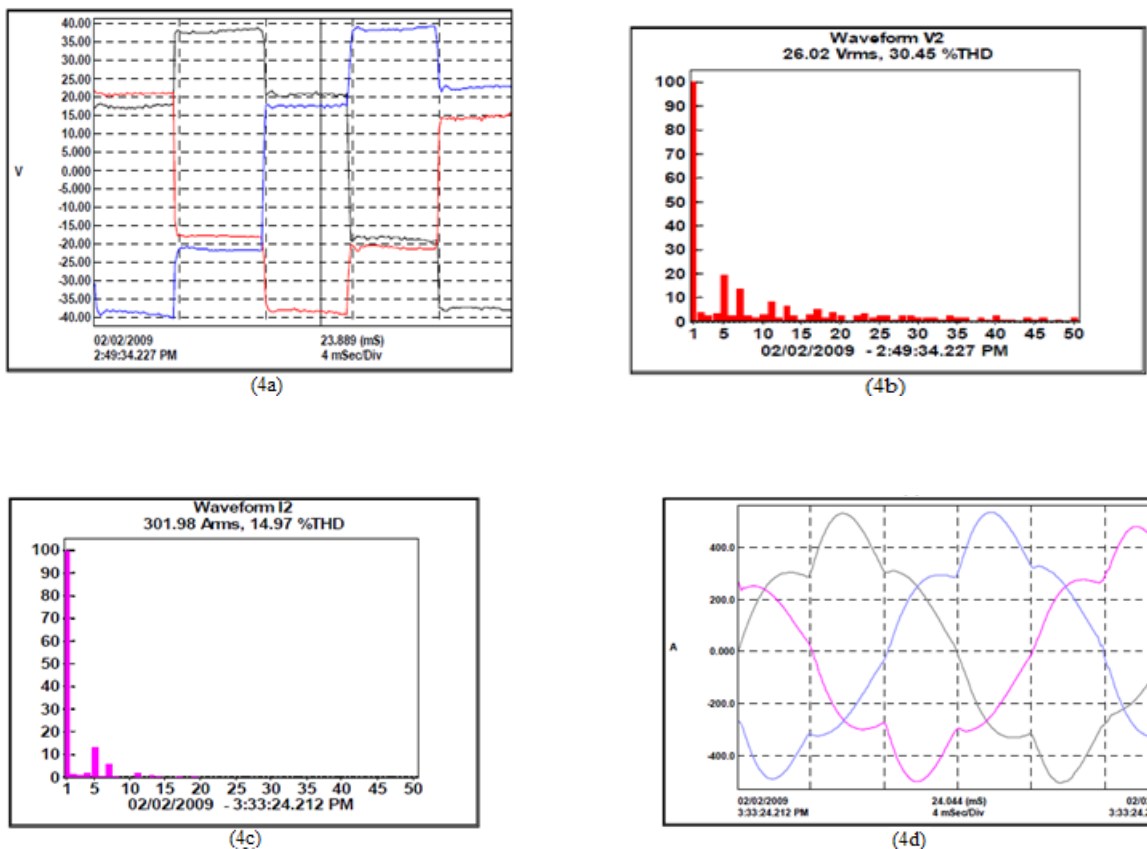 40.00
35.00
30.00
25.00
20.00
15.00
10.00
5.000
0.000
-5.000
-10.00
-15.00
-20.00
-25.00
-30.00
-35.00
-40.00
V
02/02/2009
2:49:34.227 PM
23.889 (mS)
4 mSec/Div
(4a)
Waveform V2
26.02 Vrms, 30.45 %THD
100
90
80
70
60
50
40
30
20
10
0
1 5 10 15 20 25 30 35 40 45 50
02/02/2009 - 2:49:34.227 PM
(4b)
Waveform I2
301.98 Arms, 14.97 %THD
100
90
80
70
60
50
40
30
20
10
0
1 5 10 15 20 25 30 35 40 45 50
02/02/2009 - 3:33:24.212 PM
(4c)
400.0
200.0
0.000
-200.0
-400.0
A
02/02/2009
3:33:24.212 PM
24.044 (mS)
4 mSec/Div
02/0
3:33:24.2
(4d)